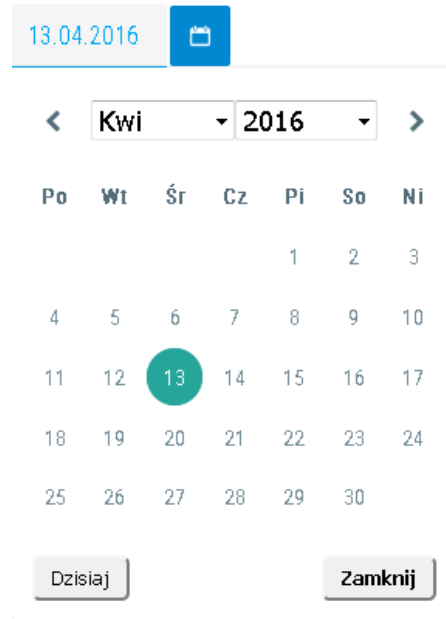 13.04.2016
Kwi 2016
Po Wt Śr Cz Pi So Ni
1 2 3
4 5 6 7 8 9 10
11 12 13 14 15 16 17
18 19 20 21 22 23 24
25 26 27 28 29 30
Dzisiaj Zamknij